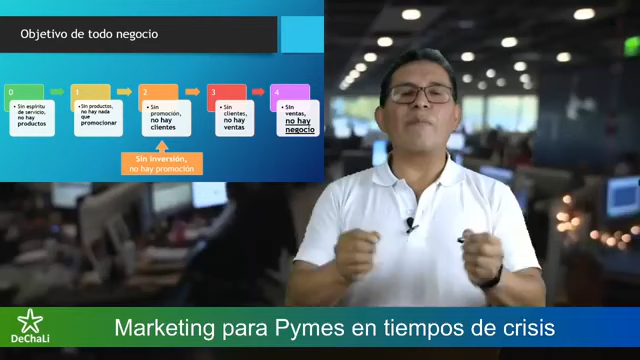 Objetivo de todo negocio
0
Sin espíritu
de servicio,
no hay
productos
1
Sin productos,
no hay nada
que
promocionar
2
Sin
promoción,
no hay
clientes
3
Sin
clientes,
no hay
ventas
4
Sin
ventas,
no hay
negocio
Sin inversión,
no hay promoción
DeChaLi
Marketing para Pymes en tiempos de crisis